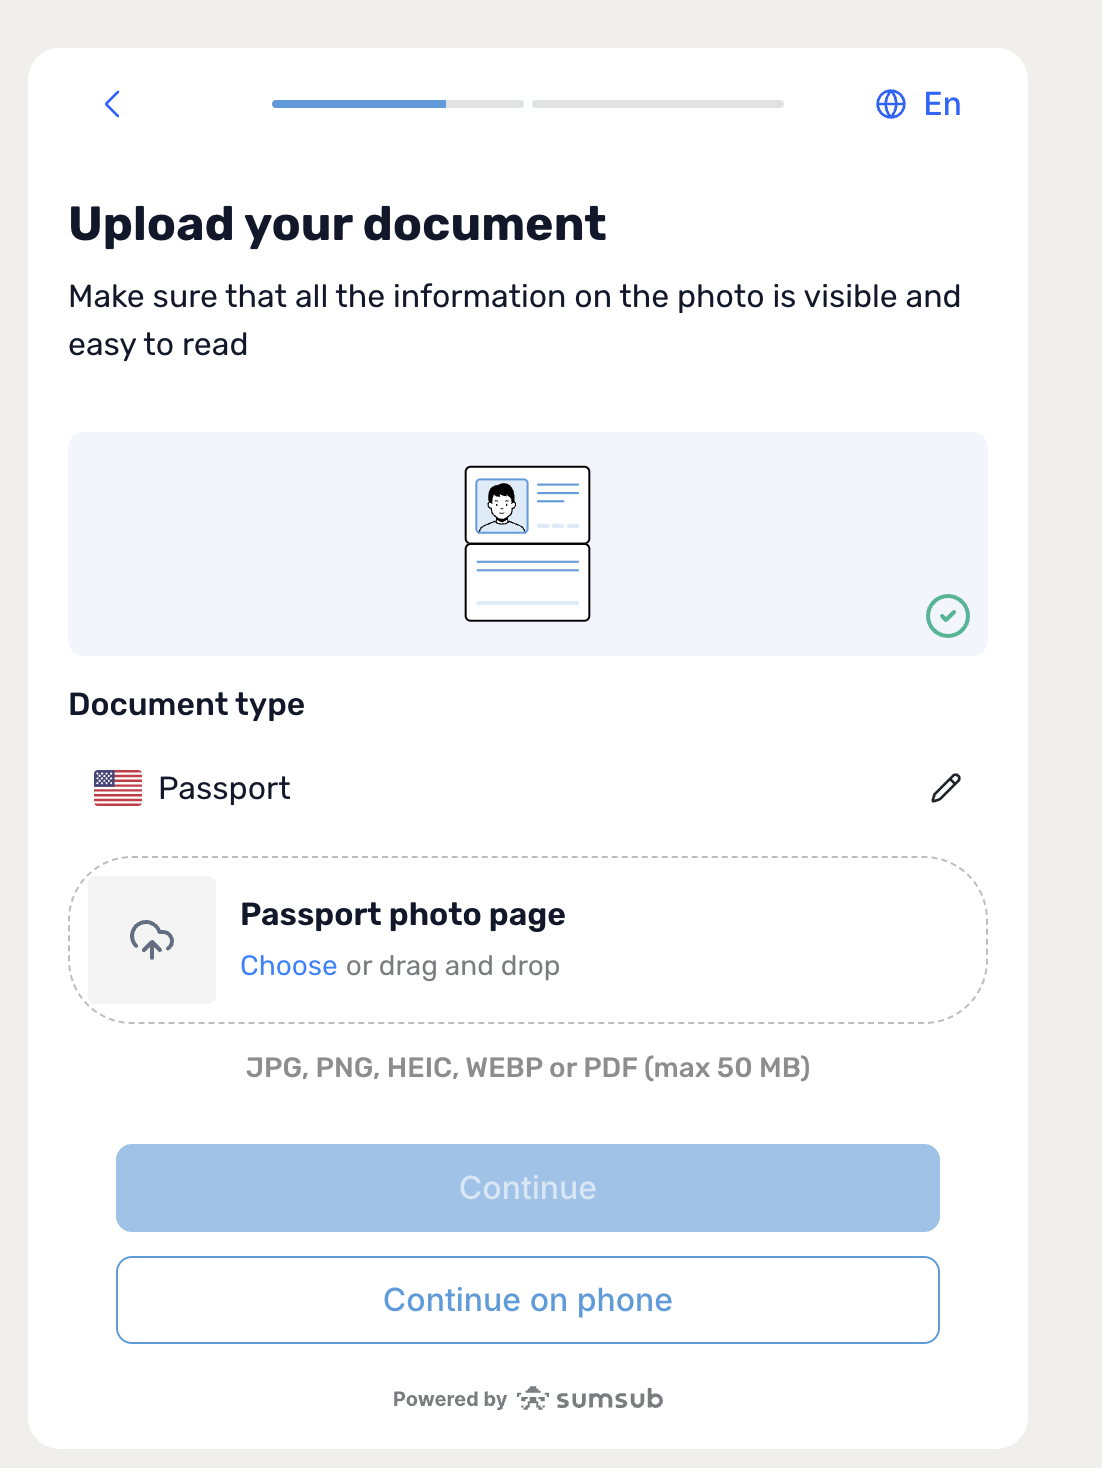 En
Upload your document
Make sure that all the information on the photo is visible and
easy to read
Document type
Passport
Passport photo page
Choose or drag and drop
JPG, PNG, HEIC, WEBP or PDF (max 50 MB)
Continue
Continue on phone
Powered by sumsub